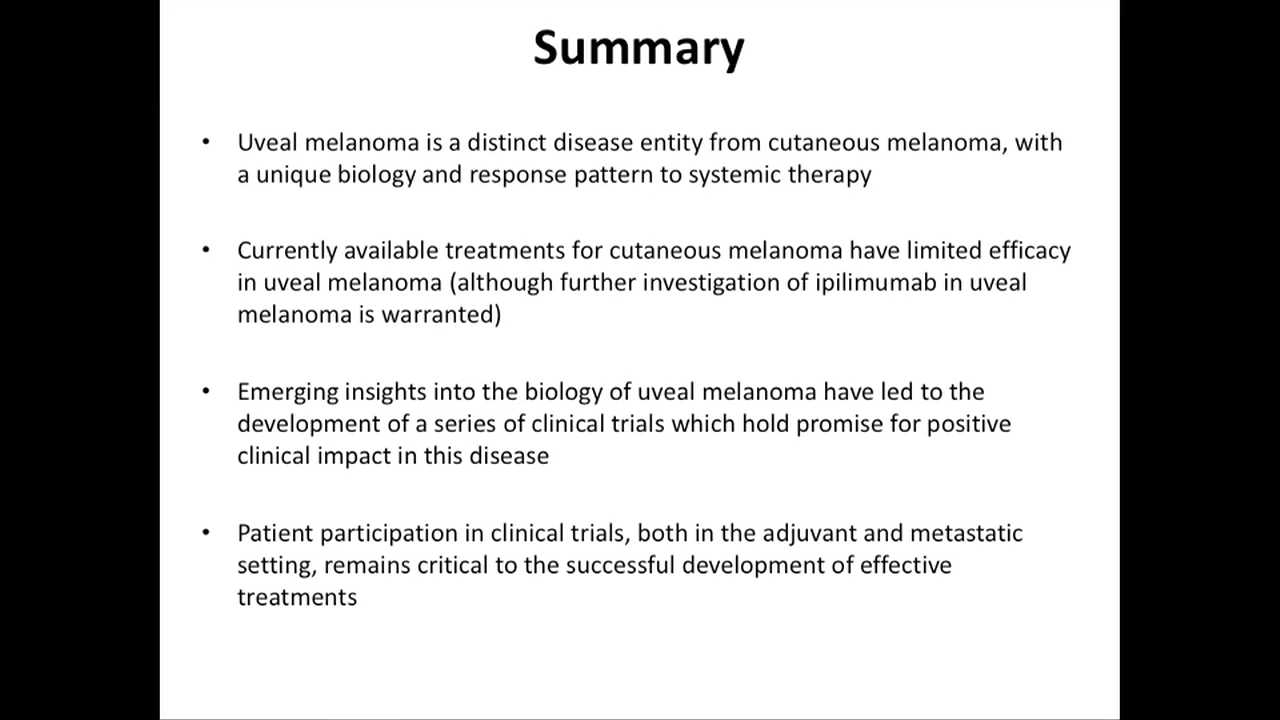 Summary
• Uveal melanoma is a distinct disease entity from cutaneous melanoma, with
a unique biology and response pattern to systemic therapy
• Currently available treatments for cutaneous melanoma have limited efficacy
in uveal melanoma (although further investigation of ipilimumab in uveal
melanoma is warranted)
• Emerging insights into the biology of uveal melanoma have led to the
development of a series of clinical trials which hold promise for positive
clinical impact in this disease
• Patient participation in clinical trials, both in the adjuvant and metastatic
setting, remains critical to the successful development of effective
treatments